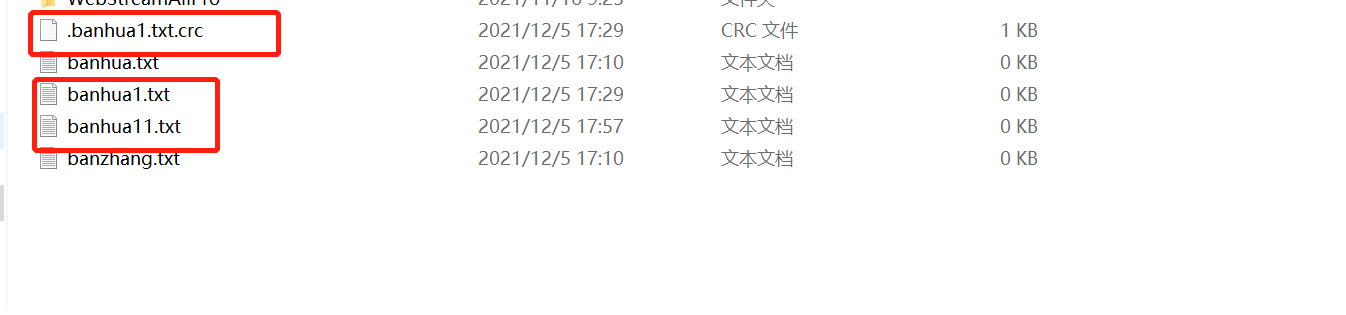 WebStreamAllPro 2021/11/10 9:25 文件夹
.banhua1.txt.crc 2021/12/5 17:29 CRC 文件 1 KB
banhua.txt 2021/12/5 17:10 文本文档 0 KB
banhua1.txt 2021/12/5 17:29 文本文档 0 KB
banhua11.txt 2021/12/5 17:57 文本文档 0 KB
banzhang.txt 2021/12/5 17:10 文本文档 0 KB